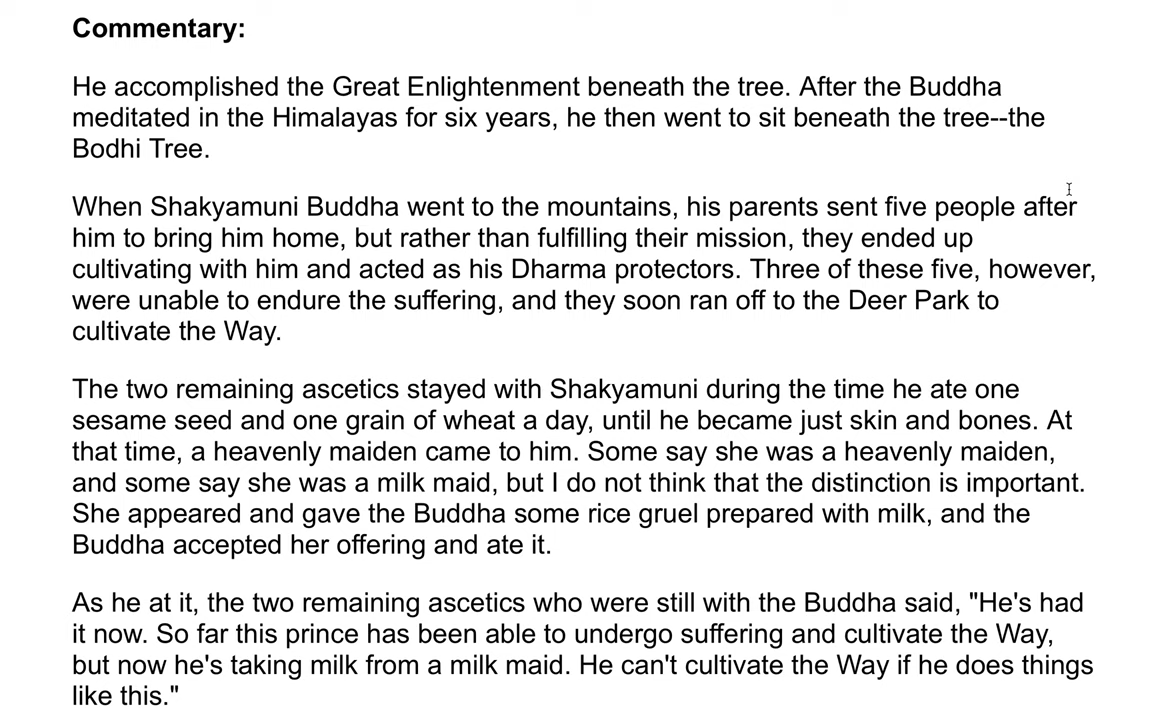 Commentary:
He accomplished the Great Enlightenment beneath the tree. After the Buddha
meditated in the Himalayas for six years, he then went to sit beneath the tree--the
Bodhi Tree.
When Shakyamuni Buddha went to the mountains, his parents sent five people after
him to bring him home, but rather than fulfilling their mission, they ended up
cultivating with him and acted as his Dharma protectors. Three of these five, however,
were unable to endure the suffering, and they soon ran off to the Deer Park to
cultivate the Way.
The two remaining ascetics stayed with Shakyamuni during the time he ate one
sesame seed and one grain of wheat a day, until he became just skin and bones. At
that time, a heavenly maiden came to him. Some say she was a heavenly maiden,
and some say she was a milk maid, but I do not think that the distinction is important.
She appeared and gave the Buddha some rice gruel prepared with milk, and the
Buddha accepted her offering and ate it.
As he at it, the two remaining ascetics who were still with the Buddha said, "He's had
it now. So far this prince has been able to undergo suffering and cultivate the Way,
but now he's taking milk from a milk maid. He can't cultivate the Way if he does things
like this."